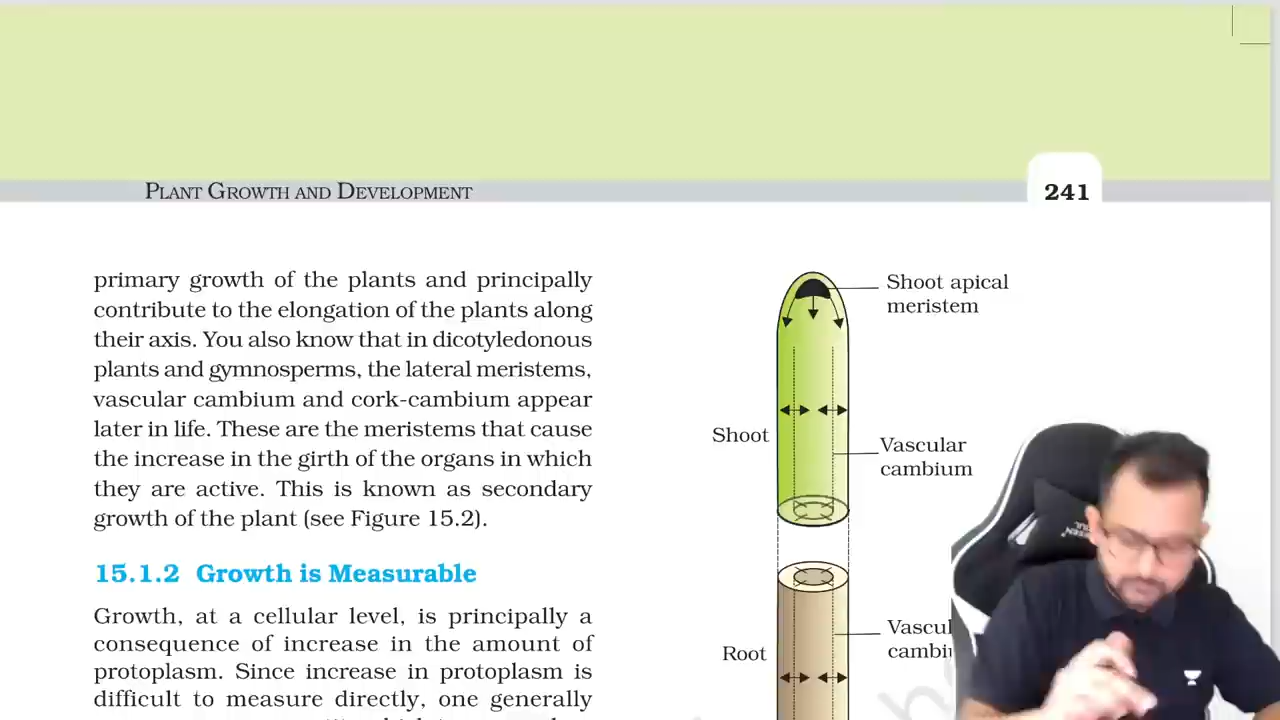 PLANT GROWTH AND DEVELOPMENT
241
primary growth of the plants and principally
contribute to the elongation of the plants along
their axis. You also know that in dicotyledonous
plants and gymnosperms, the lateral meristems,
vascular cambium and cork-cambium appear
later in life. These are the meristems that cause
the increase in the girth of the organs in which
they are active. This is known as secondary
growth of the plant (see Figure 15.2).
15.1.2 Growth is Measurable
Growth, at a cellular level, is principally a
consequence of increase in the amount of
protoplasm. Since increase in protoplasm is
difficult to measure directly, one generally
Shoot apical
meristem
Shoot
Vascular
cambium
Root
Vascul
cambiu